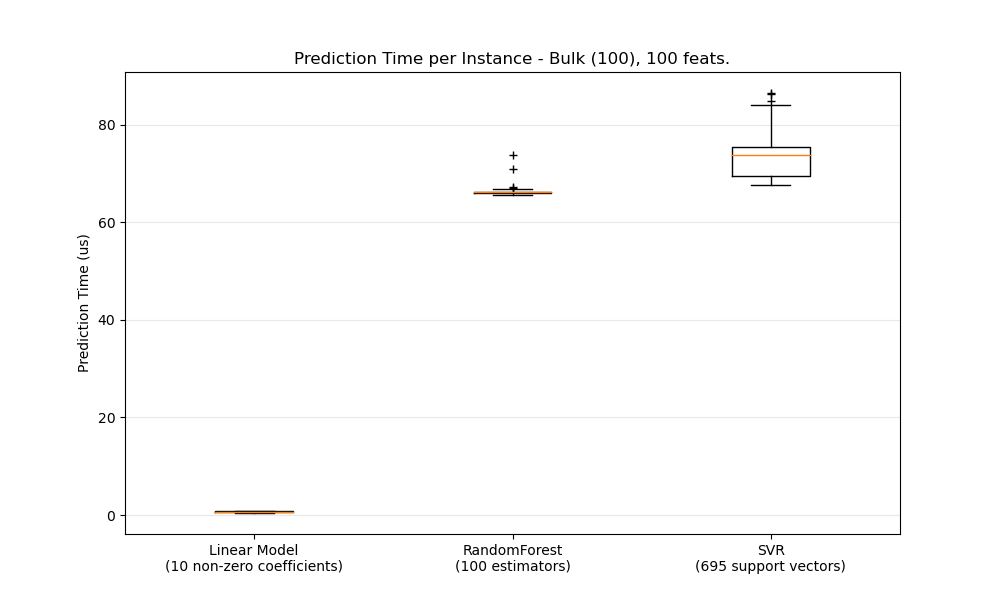 Prediction Time per Instance - Bulk (100), 100 feats.
Prediction Time (us)
80
60
40
20
0
Linear Model
(10 non-zero coefficients)
RandomForest
(100 estimators)
SVR
(695 support vectors)